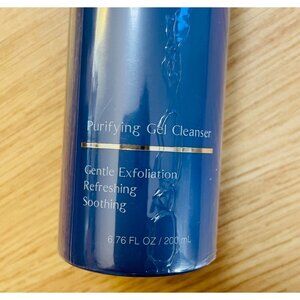 Purifying Gel Cleanser
Gentle Exfoliation
Refreshing
Soothing
6.76 FL OZ / 200 mL